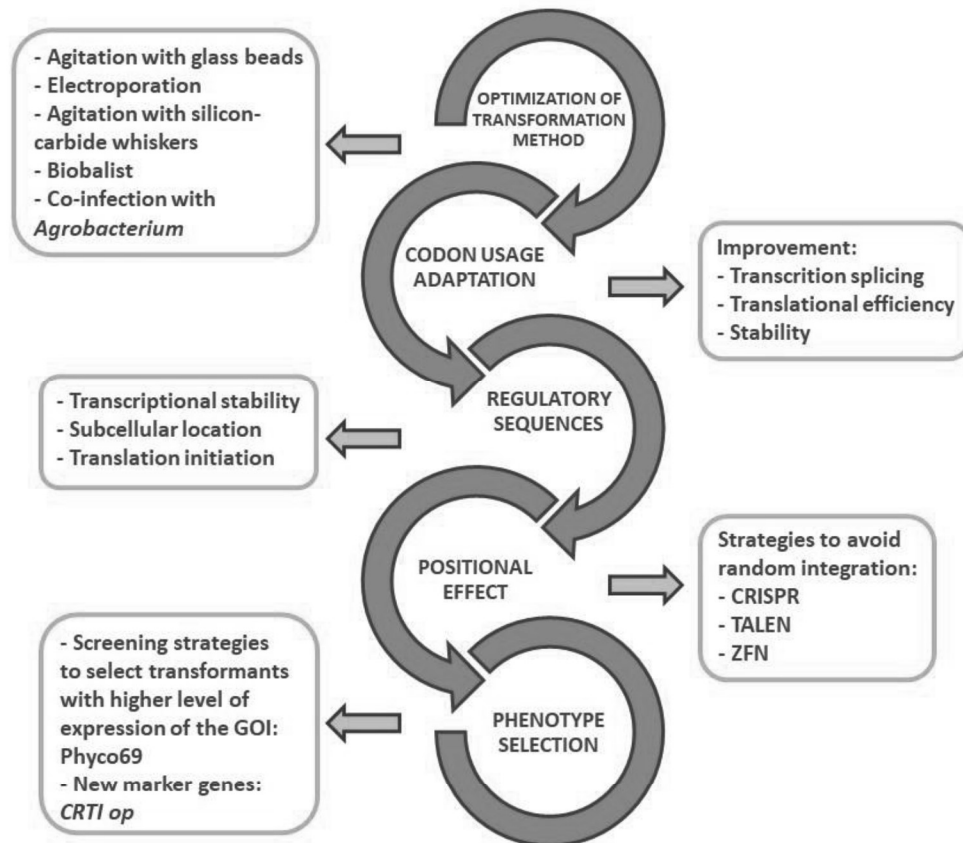 - Agitation with glass beads
- Electroporation
- Agitation with silicon-
carbide whiskers
- Biobalist
- Co-infection with
Agrobacterium
OPTIMIZATION OF
TRANSFORMATION
METHOD
CODON USAGE
ADAPTATION
Improvement:
- Transcrition splicing
- Translational efficiency
- Stability
- Transcriptional stability
- Subcellular location
- Translation initiation
REGULATORY
SEQUENCES
POSITIONAL
EFFECT
Strategies to avoid
random integration:
- CRISPR
- TALEN
- ZFN
- Screening strategies
to select transformants
with higher level of
expression of the GOI:
Phyco69
- New marker genes:
CRTI op
PHENOTYPE
SELECTION